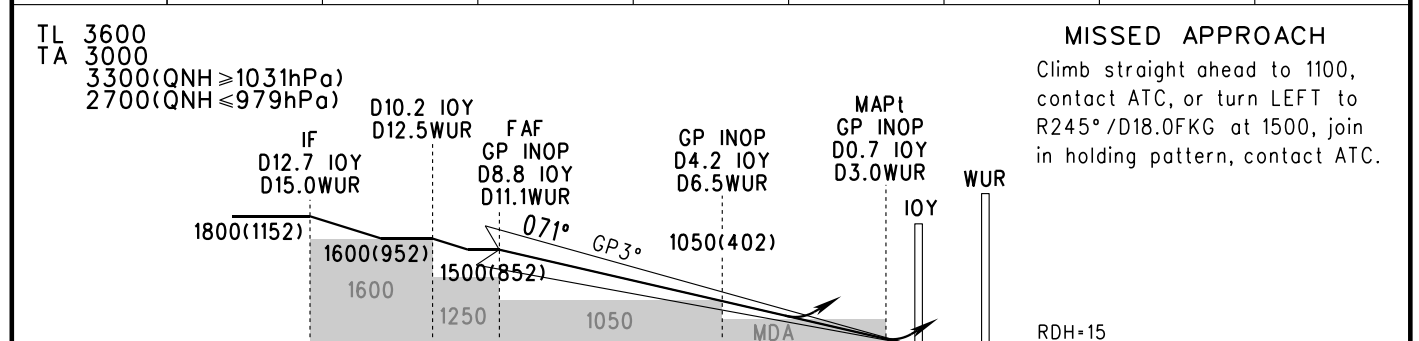 TL 3600
TA 3000
3300(QNH≥1031hPa)
2700(QNH≤979hPa)
IF
D12.7 IOY
D15.0WUR
D10.2 IOY
D12.5WUR
FAF
GP INOP
D8.8 IOY
D11.1WUR
GP INOP
D4.2 IOY
D6.5WUR
MAPt
GP INOP
D0.7 IOY
D3.0WUR
IOY
WUR
MISSED APPROACH
Climb straight ahead to 1100,
contact ATC, or turn LEFT to
R245°/D18.0FKG at 1500, join
in holding pattern, contact ATC.
1800(1152)
1600(952)
1500(852)
071°
GP3°
1050(402)
1600
1250
1050
MDA
RDH=15